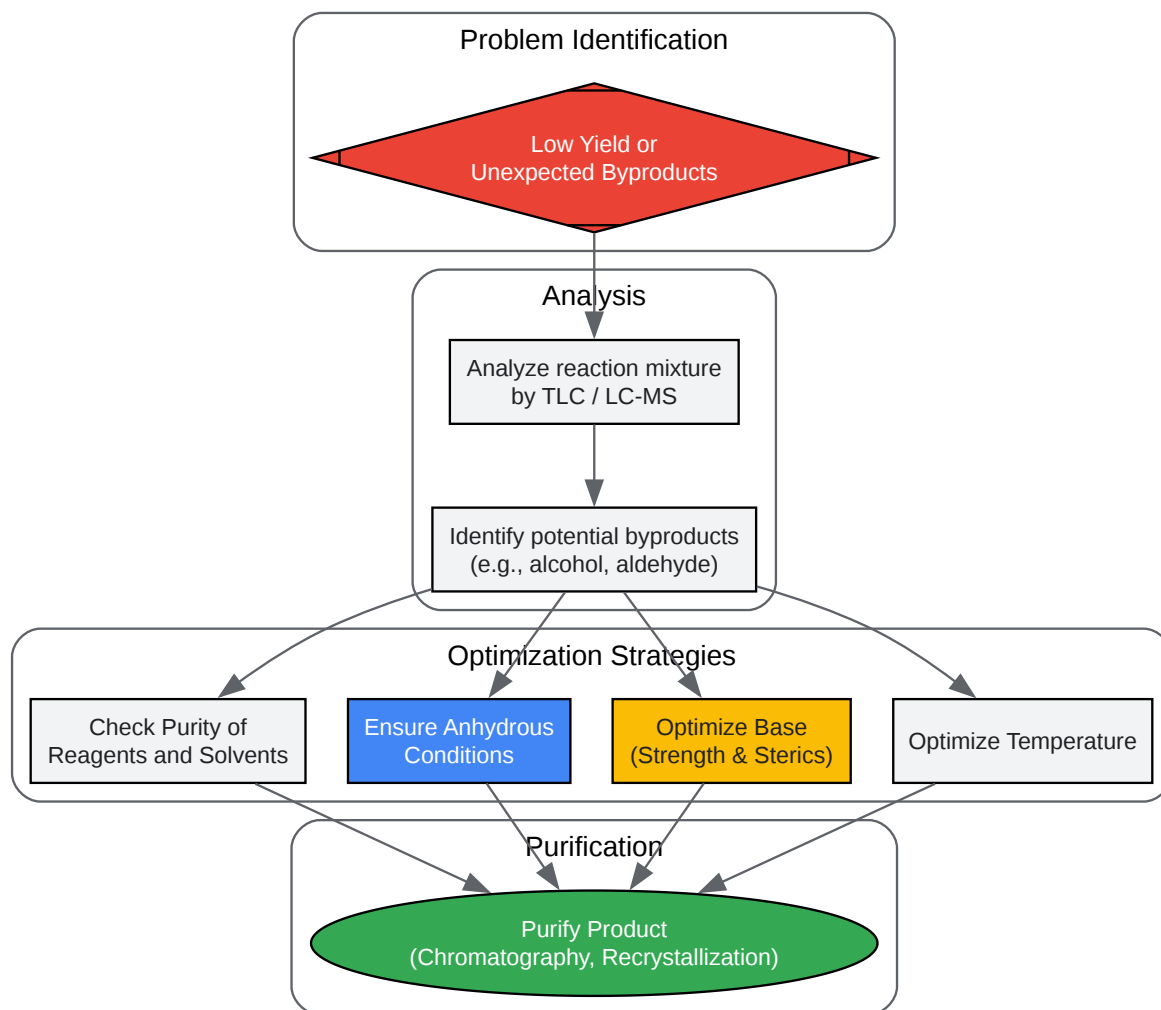 Problem Identification
Low Yield or
Unexpected Byproducts
Analysis
Analyze reaction mixture
by TLC / LC-MS
Identify potential byproducts
(e.g., alcohol, aldehyde)
Optimization Strategies
Check Purity of
Reagents and Solvents
Ensure Anhydrous
Conditions
Optimize Base
(Strength & Sterics)
Optimize Temperature
Purification
Purify Product
(Chromatography, Recrystallization)